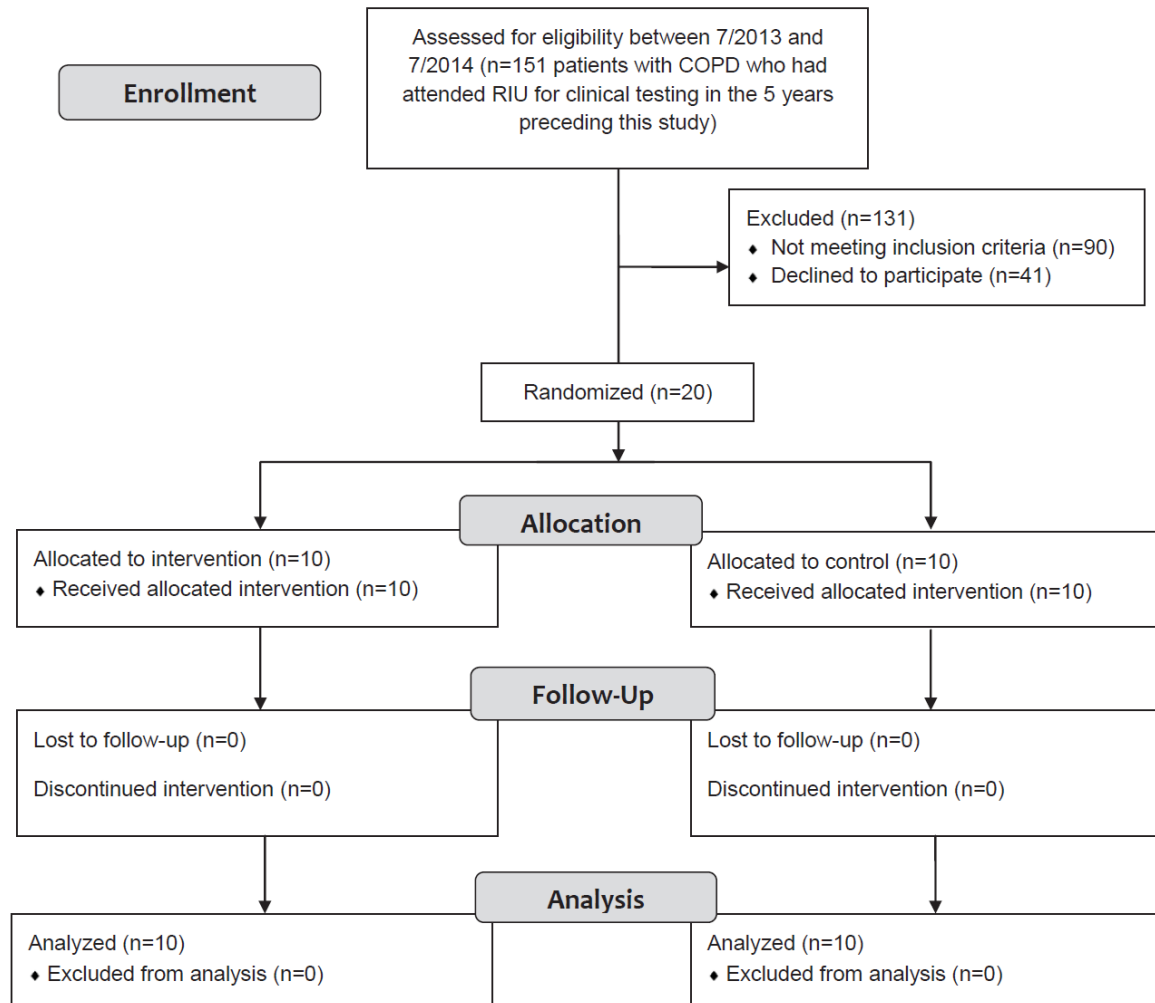 Assessed for eligibility between 7/2013 and
7/2014 (n=151 patients with COPD who had
attended RIU for clinical testing in the 5 years
preceding this study)
Enrollment
Excluded (n=131)
♦ Not meeting inclusion criteria (n=90)
♦ Declined to participate (n=41)
Randomized (n=20)
Allocation
Allocated to intervention (n=10)
♦ Received allocated intervention (n=10)
Allocated to control (n=10)
♦ Received allocated intervention (n=10)
Follow-Up
Lost to follow-up (n=0)
Discontinued intervention (n=0)
Lost to follow-up (n=0)
Discontinued intervention (n=0)
Analysis
Analyzed (n=10)
♦ Excluded from analysis (n=0)
Analyzed (n=10)
♦ Excluded from analysis (n=0)